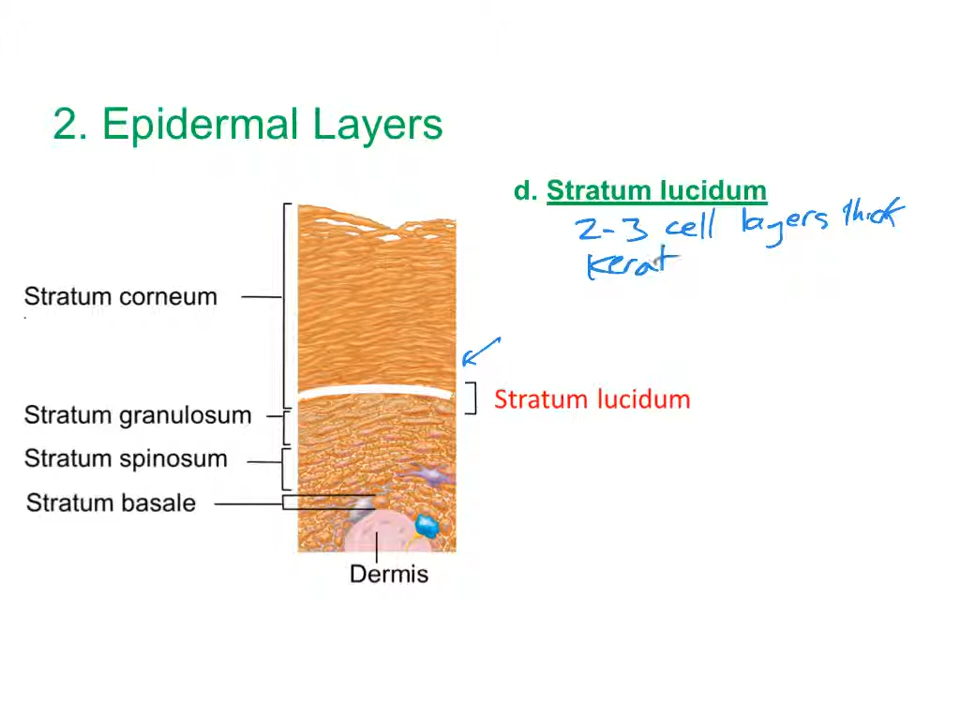 2. Epidermal Layers
d. Stratum lucidum
2-3 cell layers thick
kerat
Stratum corneum
Stratum lucidum
Stratum granulosum
Stratum spinosum
Stratum basale
Dermis